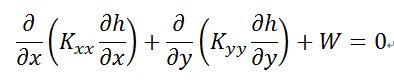 ∂/∂x (K_xx ∂h/∂x) + ∂/∂y (K_yy ∂h/∂y) + W = 0